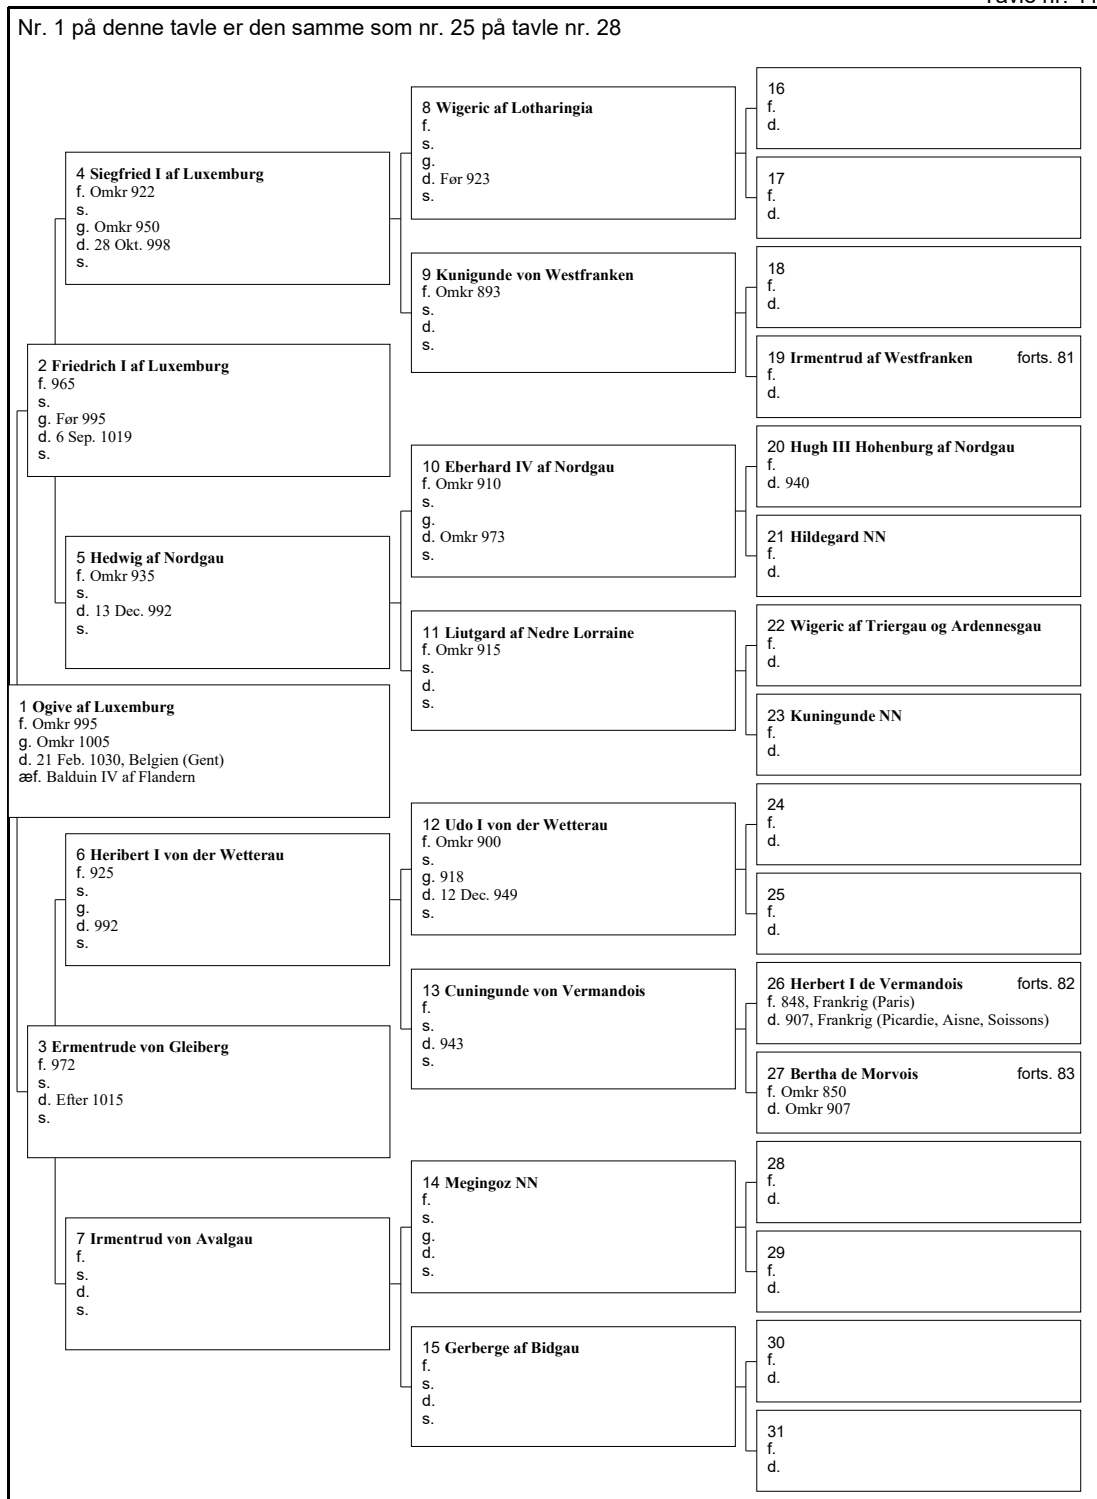 Nr. 1 på denne tavle er den samme som nr. 25 på tavle nr. 28
8 Wigeric af Lotharingia
f.
s.
g.
d. Før 923
s.
16
f.
d.
4 Siegfried I af Luxemburg
f. Omkr 922
s.
g. Omkr 950
d. 28 Okt. 998
s.
17
f.
d.
9 Kunigunde von Westfranken
f. Omkr 893
s.
d.
s.
18
f.
d.
2 Friedrich I af Luxemburg
f. 965
s.
g. Før 995
d. 6 Sep. 1019
s.
19 Irmentrud af Westfranken forts. 81
f.
d.
10 Eberhard IV af Nordgau
f. Omkr 910
s.
g.
d. Omkr 973
s.
20 Hugh III Hohenburg af Nordgau
f.
d. 940
5 Hedwig af Nordgau
f. Omkr 935
s.
d. 13 Dec. 992
s.
21 Hildegard NN
f.
d.
11 Liutgard af Nedre Lorraine
f. Omkr 915
s.
d.
s.
22 Wigeric af Triergau og Ardennesgau
f.
d.
1 Ogive af Luxemburg
f. Omkr 995
g. Omkr 1005
d. 21 Feb. 1030, Belgien (Gent)
æf. Balduin IV af Flandern
23 Kuningunde NN
f.
d.
12 Udo I von der Wetterau
f. Omkr 900
s.
g. 918
d. 12 Dec. 949
s.
24
f.
d.
6 Heribert I von der Wetterau
f. 925
s.
g.
d. 992
s.
25
f.
d.
13 Cuningunde von Vermandois
f.
s.
d. 943
s.
26 Herbert I de Vermandois forts. 82
f. 848, Frankrig (Paris)
d. 907, Frankrig (Picardie, Aisne, Soissons)
3 Ermentrude von Gleiberg
f. 972
s.
d. Efter 1015
s.
27 Bertha de Morvois forts. 83
f. Omkr 850
d. Omkr 907
14 Megingoz NN
f.
s.
g.
d.
s.
28
f.
d.
7 Irmentrud von Avalgau
f.
s.
d.
s.
29
f.
d.
15 Gerberge af Bidgau
f.
s.
d.
s.
30
f.
d.
31
f.
d.